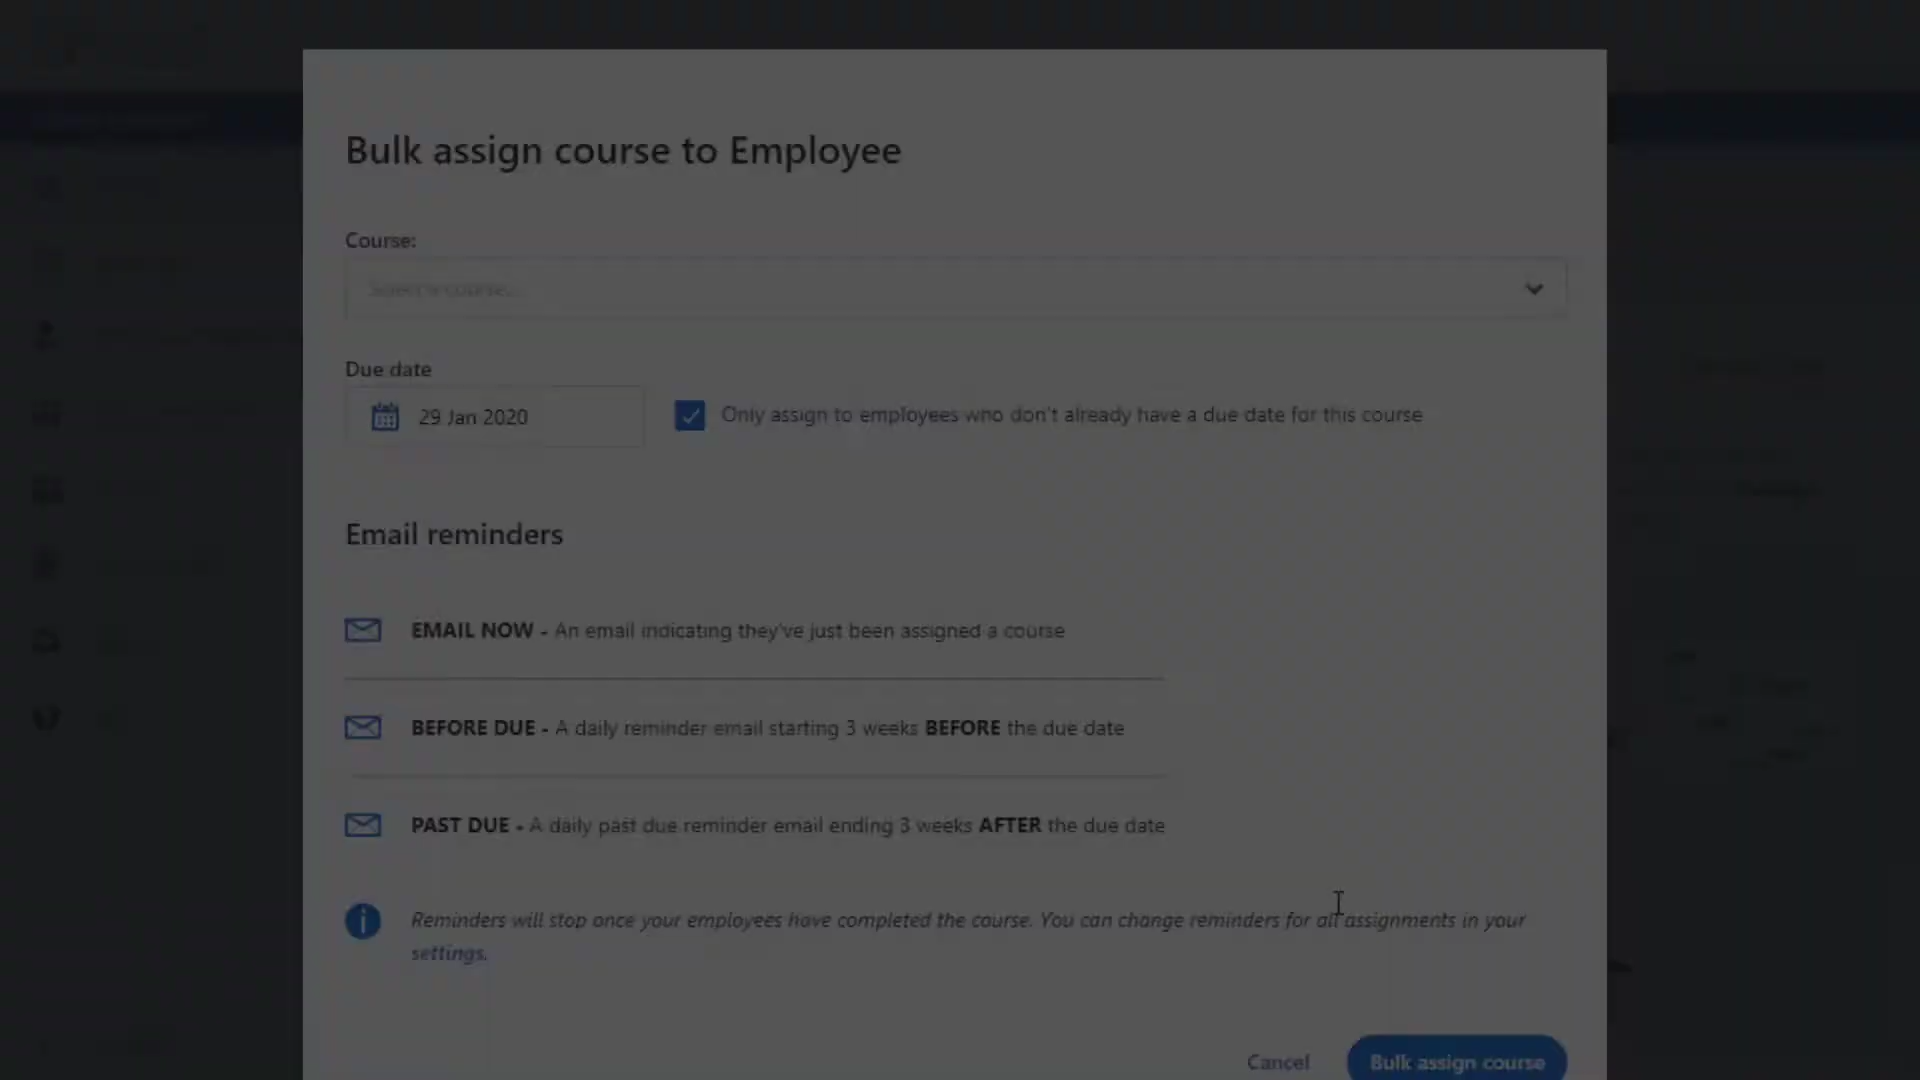 Bulk assign course to Employee
Course:
Select a course...
Due date
29 Jan 2020
Only assign to employees who don't already have a due date for this course
Email reminders
EMAIL NOW - An email indicating they've just been assigned a course
BEFORE DUE - A daily reminder email starting 3 weeks BEFORE the due date
PAST DUE - A daily past due reminder email ending 3 weeks AFTER the due date
Reminders will stop once your employees have completed the course. You can change reminders for all assignments in your
settings.
Cancel
Bulk assign course